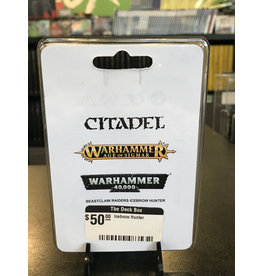 CITADEL
WARHAMMER
AGE OF SIGMAR
WARHAMMER
40,000
BEASTCLAW RAIDERS ICEBROW HUNTER
The Deck Box
$50.00 Icebrow Hunter